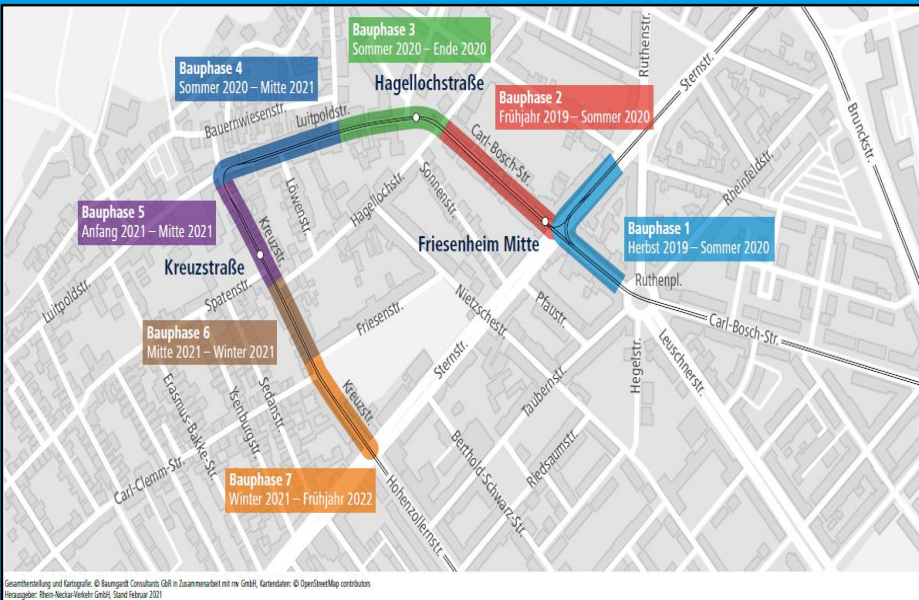 Bauphase 3
Sommer 2020 – Ende 2020
Hagellochstraße
Bauphase 4
Sommer 2020 – Mitte 2021
Bauphase 2
Frühjahr 2019 – Sommer 2020
Ruthenstr.
Sternstr.
Brunckstr.
Bauernwiesenstr.
Luitpoldstr.
Carl-Bosch-Str.
Rheinfeldstr.
Löwenstr.
Hagellochstr.
Sonnenstr.
Bauphase 5
Anfang 2021 – Mitte 2021
Kreuzstr.
Friesenheim Mitte
Bauphase 1
Herbst 2019 – Sommer 2020
Kreuzstraße
Ruthenpl.
Luitpoldstr.
Spatenstr.
Friesenstr.
Nietzschestr.
Pfaustr.
Carl-Bosch-Str.
Bauphase 6
Mitte 2021 – Winter 2021
Sternstr.
Hegelstr.
Leuschnerstr.
Erasmus-Bakke-Str.
Ysenburgstr.
Sedanstr.
Kreuzstr.
Taubernstr.
Carl-Clemm-Str.
Bauphase 7
Winter 2021 – Frühjahr 2022
Hohenzollernstr.
Berthold-Schwarz-Str.
Riedsaumstr.
Gesamtherstellung und Kartografie: © Baumgardt Consultants GbR in Zusammenarbeit mit rnv GmbH, Kartendaten: © OpenStreetMap contributors
Herausgeber: Rhein-Neckar-Verkehr GmbH, Stand Februar 2021